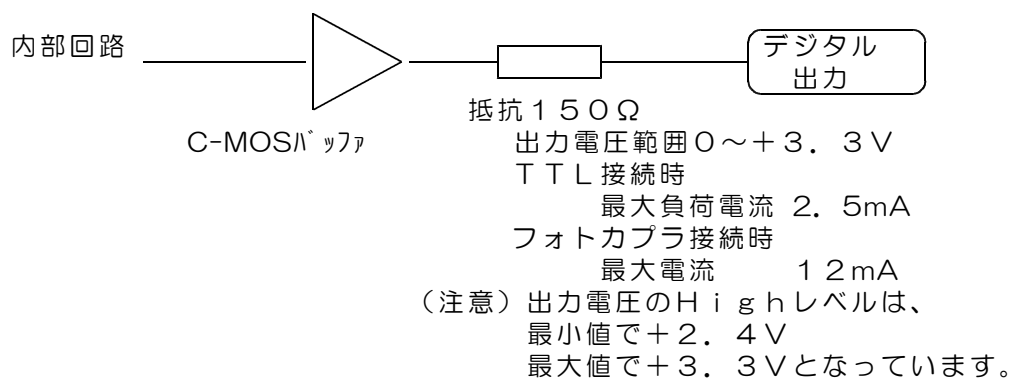 内部回路
デジタル
出力
抵抗１５０Ω
C-MOSﾊﾞｯﾌｧ
出力電圧範囲０～＋３．３Ｖ
ＴＴＬ接続時
最大負荷電流 ２．５mA
フォトカプラ接続時
最大電流　　１２mA
（注意）出力電圧のＨｉｇｈレベルは、
最小値で＋２．４Ｖ
最大値で＋３．３Ｖとなっています。